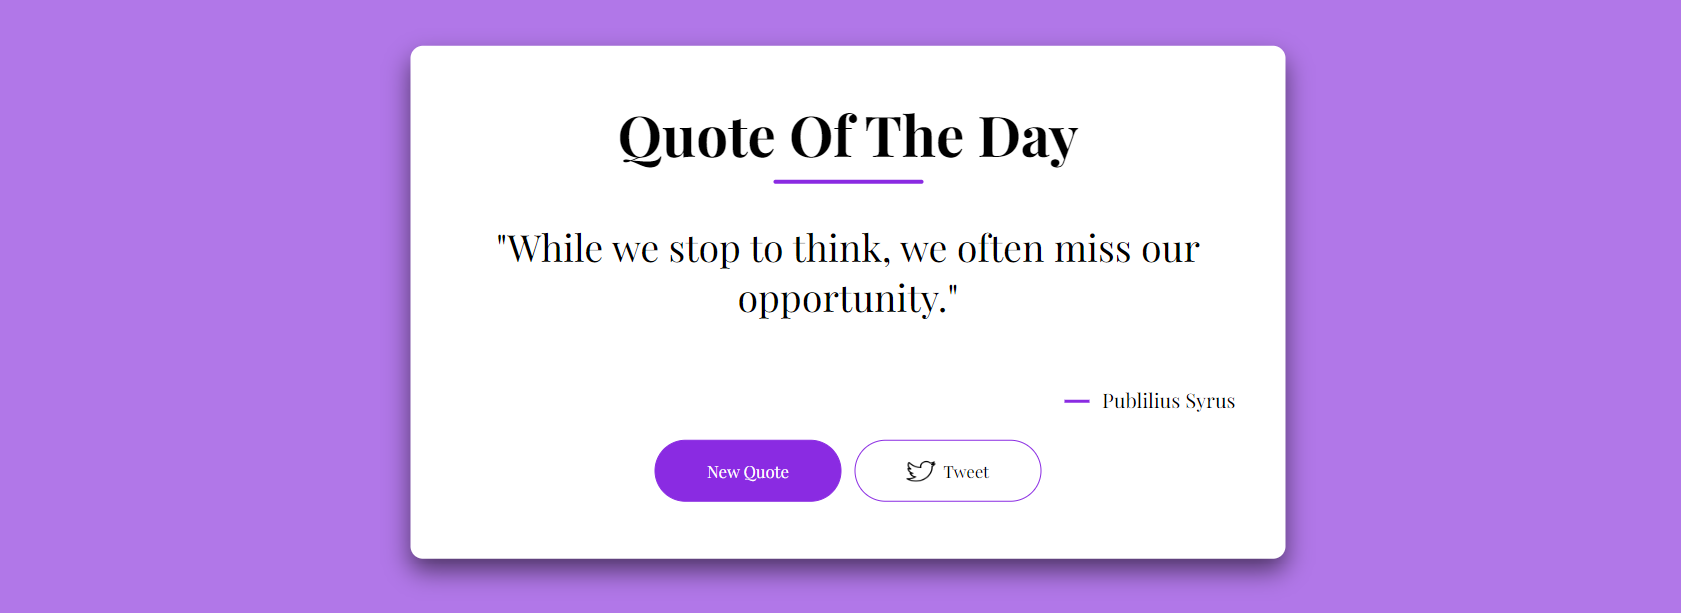 Quote Of The Day
"While we stop to think, we often miss our
opportunity."
— Publilius Syrus
New Quote
Tweet